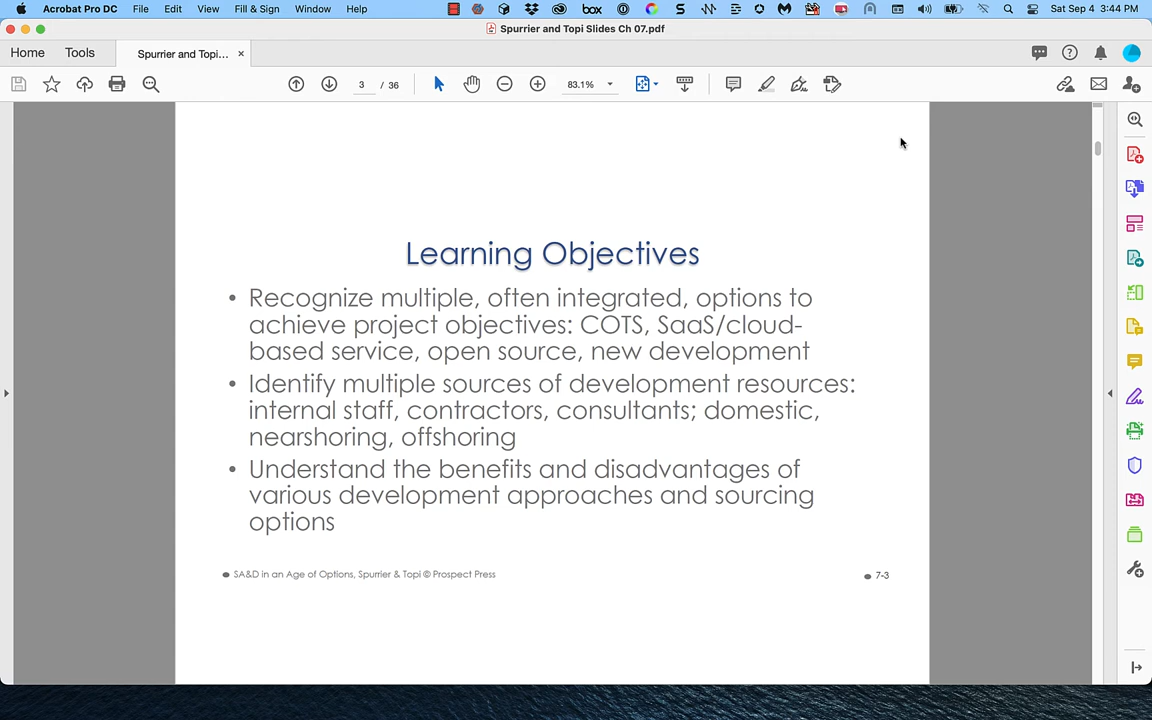 Acrobat Pro DC File Edit View Fill & Sign Window Help box Sat Sep 4 3:44 PM
Spurrier and Topi Slides Ch 07.pdf
Home Tools Spurrier and Topi... ×
3 / 36 83.1%
Learning Objectives
• Recognize multiple, often integrated, options to
achieve project objectives: COTS, SaaS/cloud-
based service, open source, new development
• Identify multiple sources of development resources:
internal staff, contractors, consultants; domestic,
nearshoring, offshoring
• Understand the benefits and disadvantages of
various development approaches and sourcing
options
SA&D in an Age of Options, Spurrier & Topi © Prospect Press
7-3